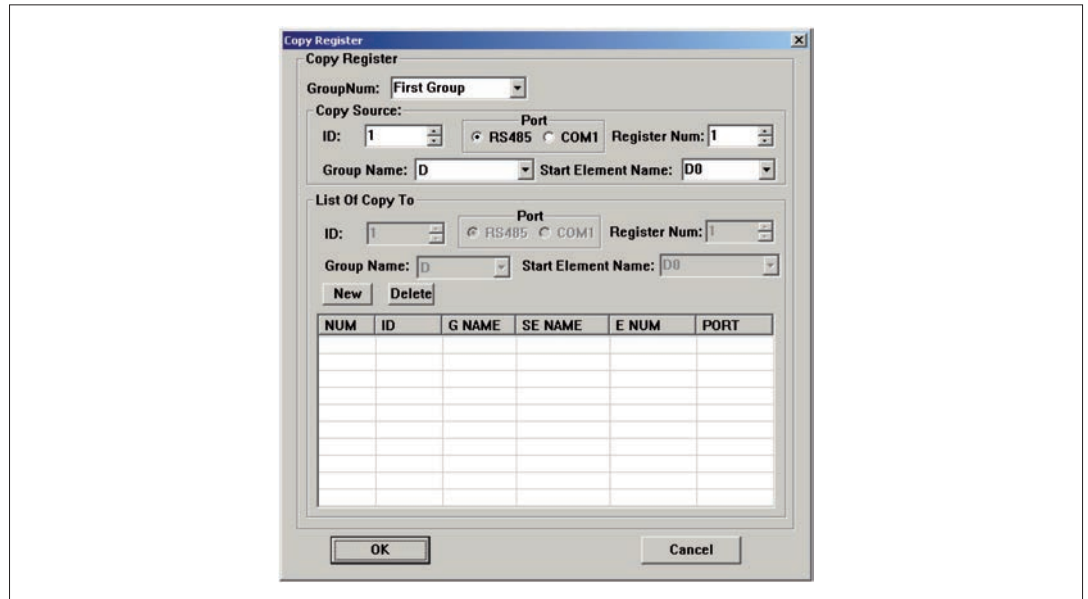 Copy Register
Copy Register
GroupNum: First Group
Copy Source:
Port
ID: 1 RS485 COM1 Register Num: 1
Group Name: D Start Element Name: D0
List Of Copy To
Port
ID: 1 RS485 COM1 Register Num: 1
Group Name: D Start Element Name: D0
New Delete
NUM ID G NAME SE NAME E NUM PORT
OK Cancel